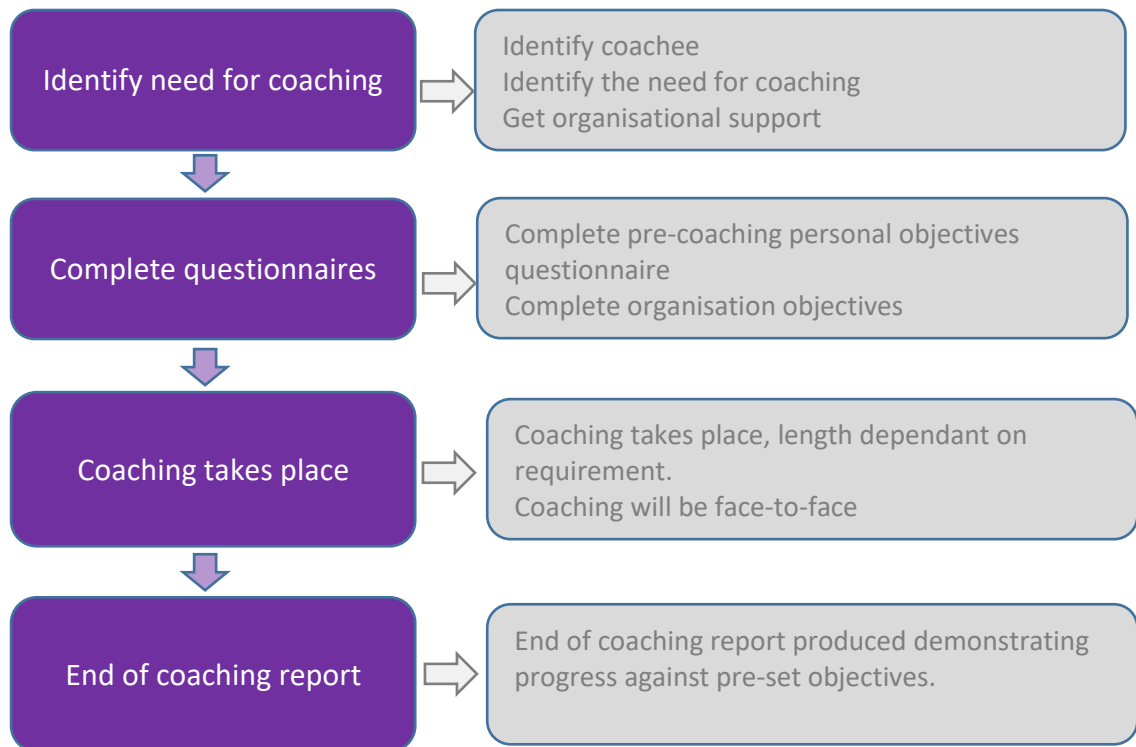 Identify need for coaching
Identify coachee
Identify the need for coaching
Get organisational support
Complete questionnaires
Complete pre-coaching personal objectives
questionnaire
Complete organisation objectives
Coaching takes place
Coaching takes place, length dependant on
requirement.
Coaching will be face-to-face
End of coaching report
End of coaching report produced demonstrating
progress against pre-set objectives.